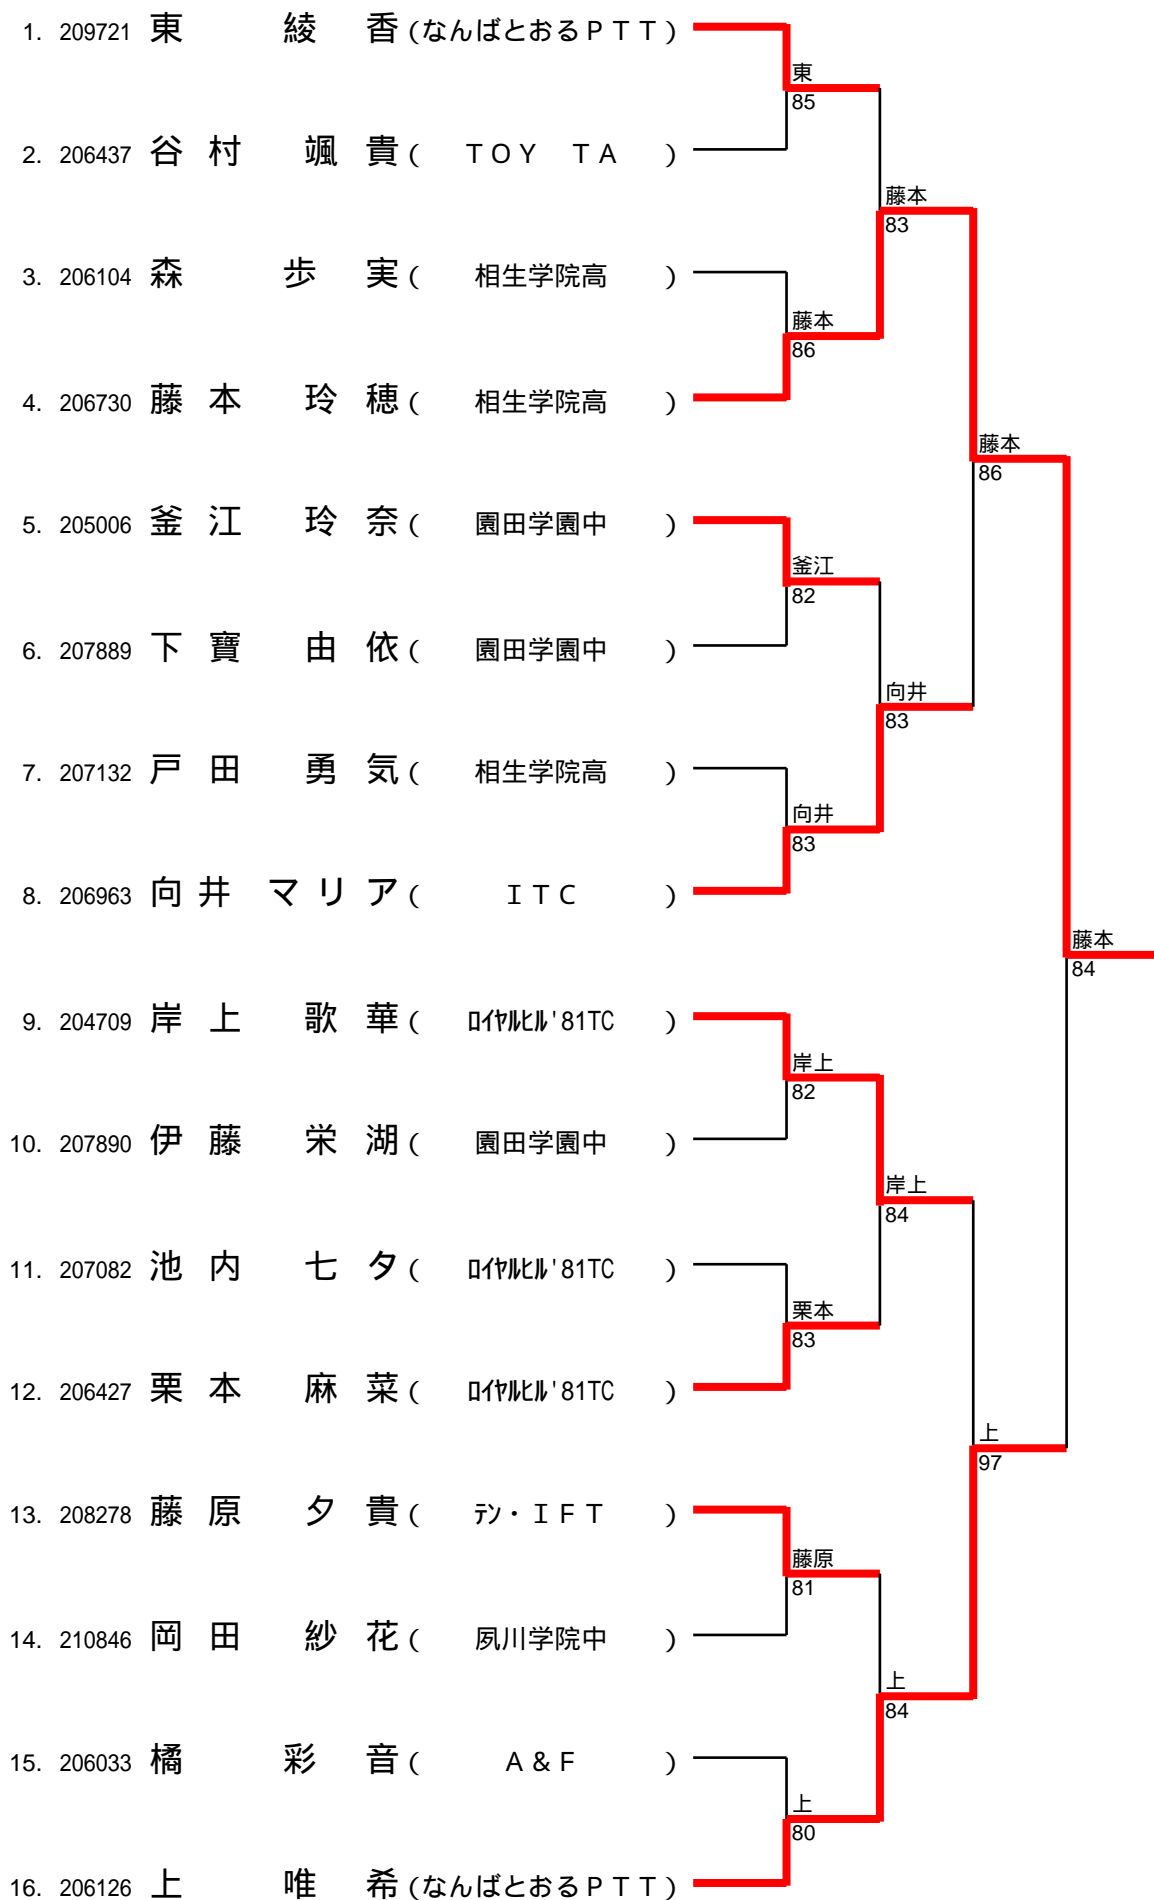 1. 209721 東 綾 香 (なんばとおるＰＴＴ)
東
85
2. 206437 谷 村 颯 貴 ( ＴＯＹ ＴＡ )
藤本
83
3. 206104 森 歩 実 ( 相生学院高 )
藤本
86
4. 206730 藤 本 玲 穂 ( 相生学院高 )
藤本
86
5. 205006 釜 江 玲 奈 ( 園田学園中 )
釜江
82
6. 207889 下 寶 由 依 ( 園田学園中 )
向井
83
7. 207132 戸 田 勇 気 ( 相生学院高 )
向井
83
8. 206963 向 井 マ リ ア ( ＩＴＣ )
藤本
84
9. 204709 岸 上 歌 華 ( ﾛｲﾔﾙﾋﾙ'81TC )
岸上
82
10. 207890 伊 藤 栄 湖 ( 園田学園中 )
岸上
84
11. 207082 池 内 七 夕 ( ﾛｲﾔﾙﾋﾙ'81TC )
栗本
83
12. 206427 栗 本 麻 菜 ( ﾛｲﾔﾙﾋﾙ'81TC )
上
97
13. 208278 藤 原 夕 貴 ( ﾃﾝ・ＩＦＴ )
藤原
81
14. 210846 岡 田 紗 花 ( 夙川学院中 )
上
84
15. 206033 橘 彩 音 ( Ａ＆Ｆ )
上
80
16. 206126 上 唯 希 (なんばとおるＰＴＴ)